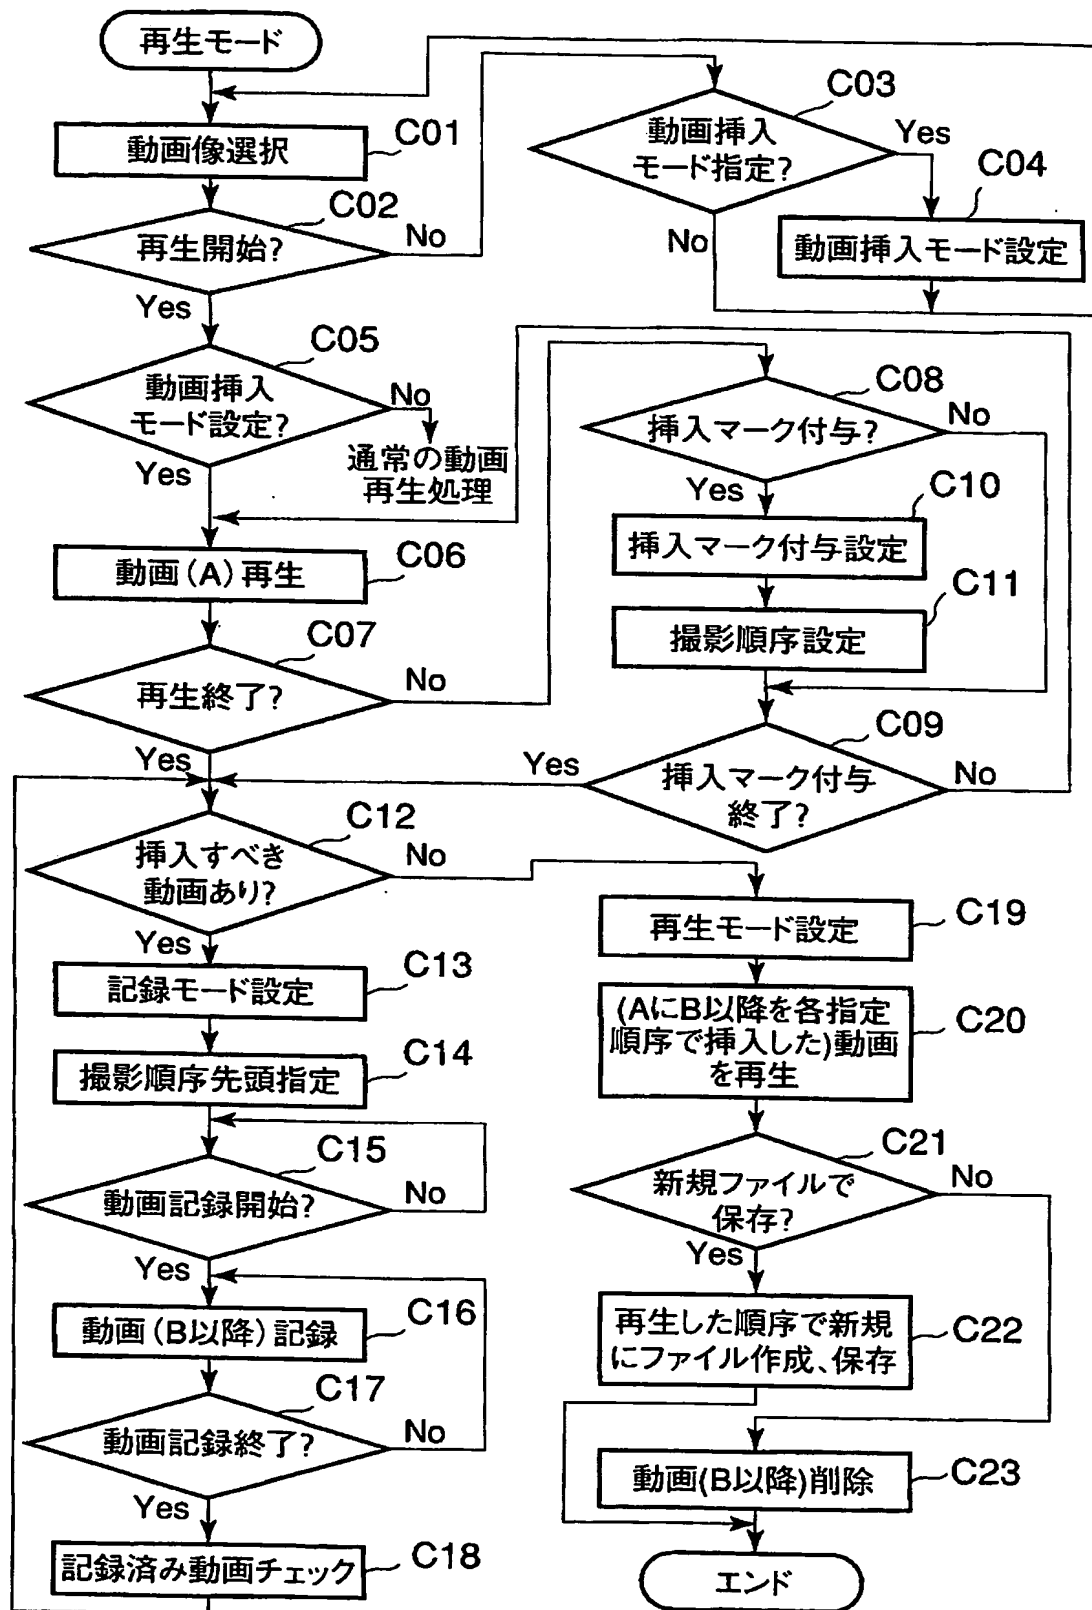 再生モード
動画像選択
C01
C02
再生開始?
No
Yes
C03
動画挿入
モード指定?
Yes
No
C04
動画挿入モード設定
C05
動画挿入
モード設定?
No
Yes
通常の動画
再生処理
C06
動画(A)再生
C07
再生終了?
No
Yes
C08
挿入マーク付与?
No
Yes
C10
挿入マーク付与設定
C11
撮影順序設定
C09
挿入マーク付与
終了?
Yes
No
C12
挿入すべき
動画あり?
No
Yes
C13
記録モード設定
C14
撮影順序先頭指定
C15
動画記録開始?
No
Yes
C16
動画(B以降)記録
C17
動画記録終了?
No
Yes
C18
記録済み動画チェック
C19
再生モード設定
C20
(AにB以降を各指定
順序で挿入した)動画
を再生
C21
新規ファイルで
保存?
No
Yes
C22
再生した順序で新規
にファイル作成、保存
C23
動画(B以降)削除
エンド